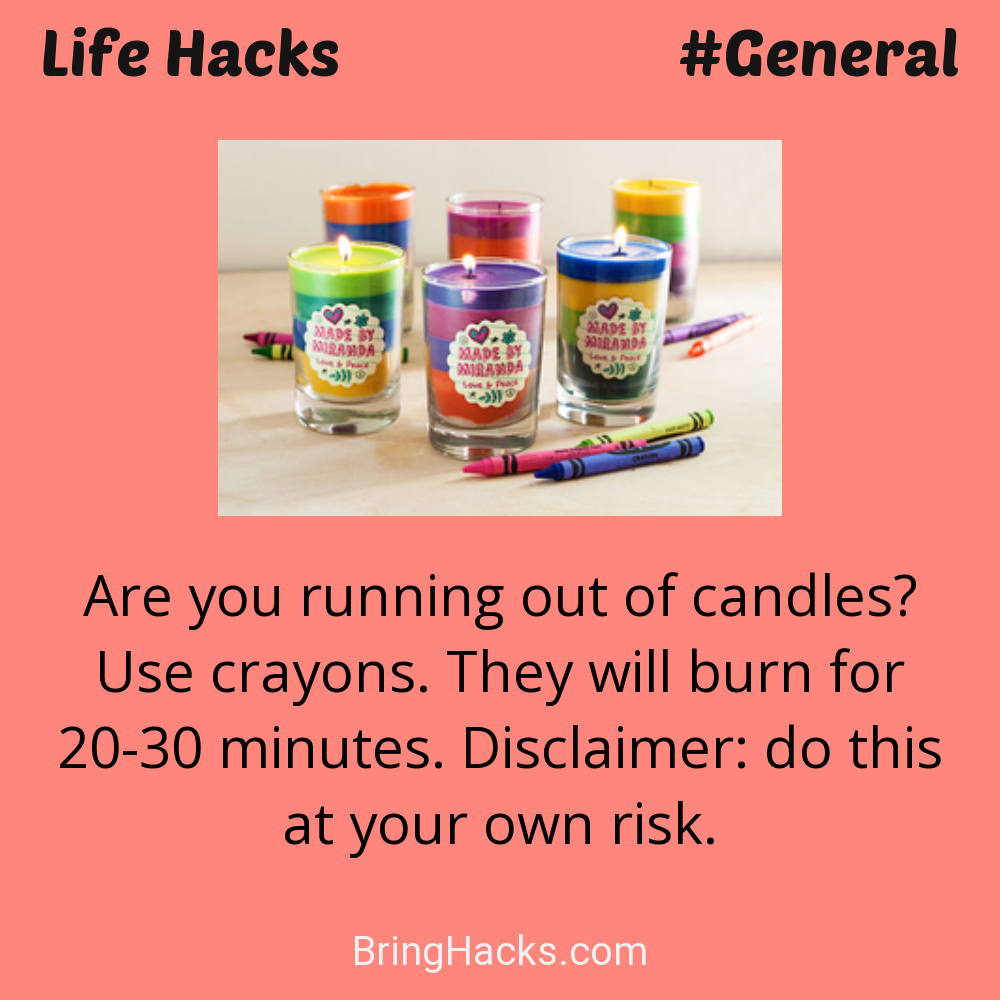 Life Hacks #General
MADE BY
MIRANDA
Love & Peace
MADE BY
MIRANDA
Love & Peace
MADE BY
MIRANDA
Love & Peace
Are you running out of candles?
Use crayons. They will burn for
20-30 minutes. Disclaimer: do this
at your own risk.
BringHacks.com